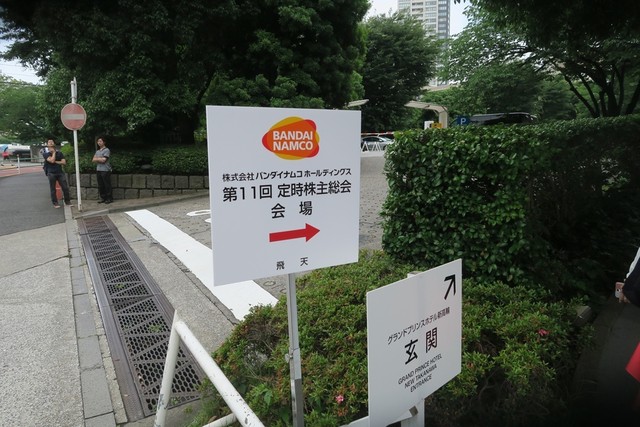 BANDAI
NAMCO
株式会社 バンダイナムコ ホールディングス
第11回 定時株主総会
会 場
飛 天
グランドプリンスホテル新高輪
玄 関
GRAND PRINCE HOTEL
NEW TAKANAWA
ENTRANCE
P